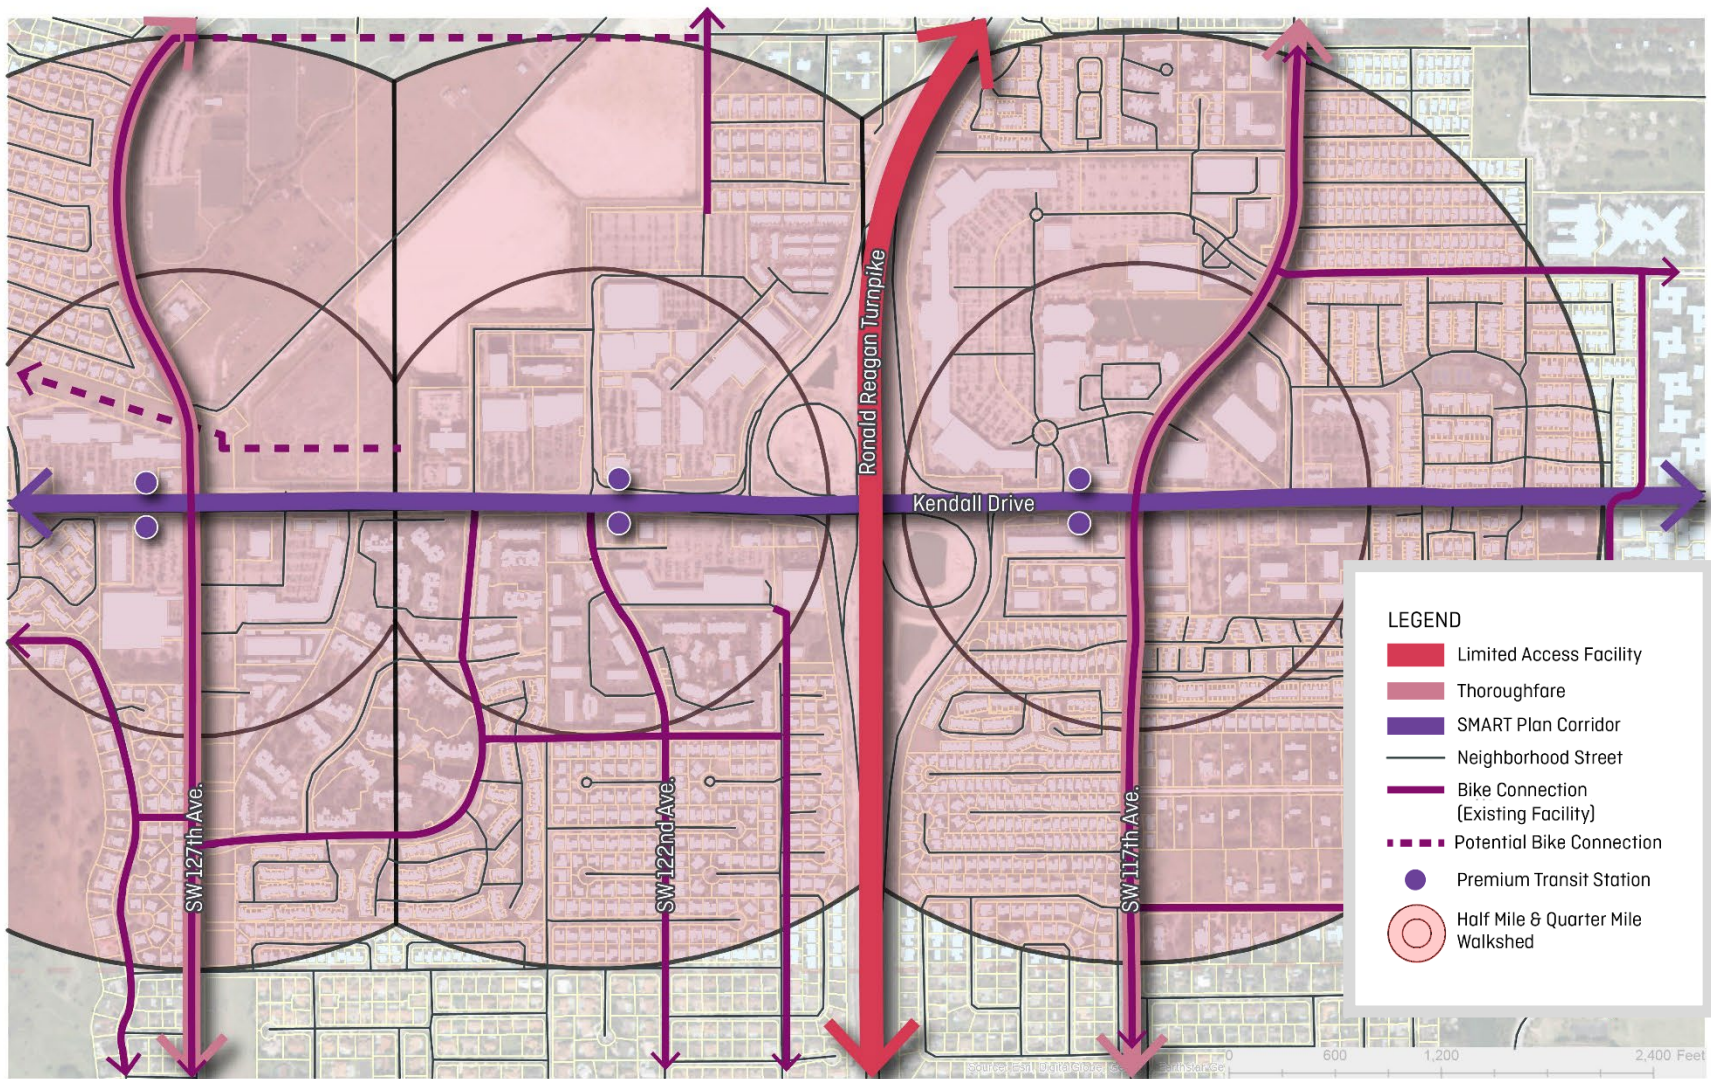 Ronald Reagan Turnpike
Kendall Drive
SW 127th Ave.
SW 122nd Ave.
SW 117th Ave.
LEGEND
Limited Access Facility
Thoroughfare
SMART Plan Corridor
Neighborhood Street
Bike Connection
(Existing Facility)
Potential Bike Connection
Premium Transit Station
Half Mile & Quarter Mile
Walkshed
0 600 1,200 2,400 Feet